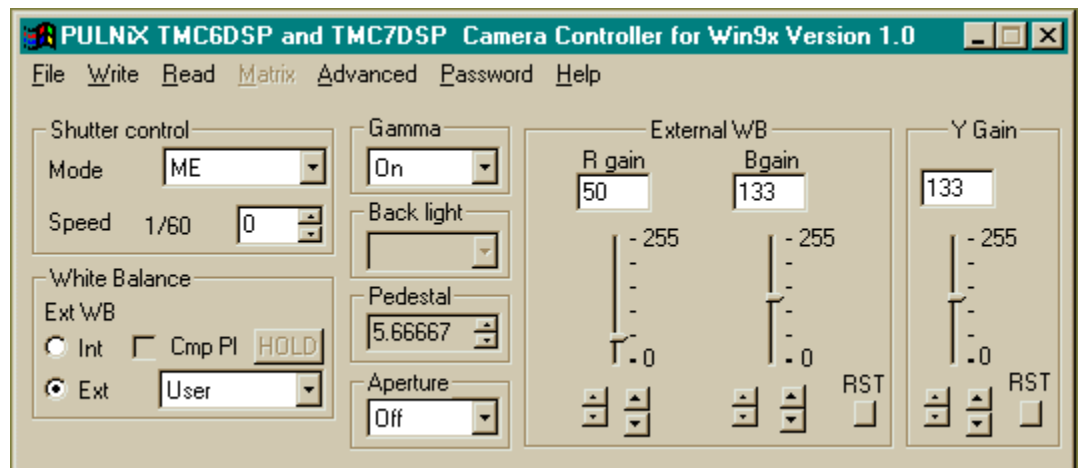 PULNiX TMC6DSP and TMC7DSP Camera Controller for Win9x Version 1.0
File Write Read Matrix Advanced Password Help
Shutter control
Mode ME
Speed 1/60 0
White Balance
Ext WB
Int Cmp Pl HOLD
Ext User
Gamma
On
Back light
Pedestal
5.66667
Aperture
Off
External WB
R gain Bgain
50 133
- 255 - 255
- 0 - 0
RST
Y Gain
133
- 255
- 0
RST